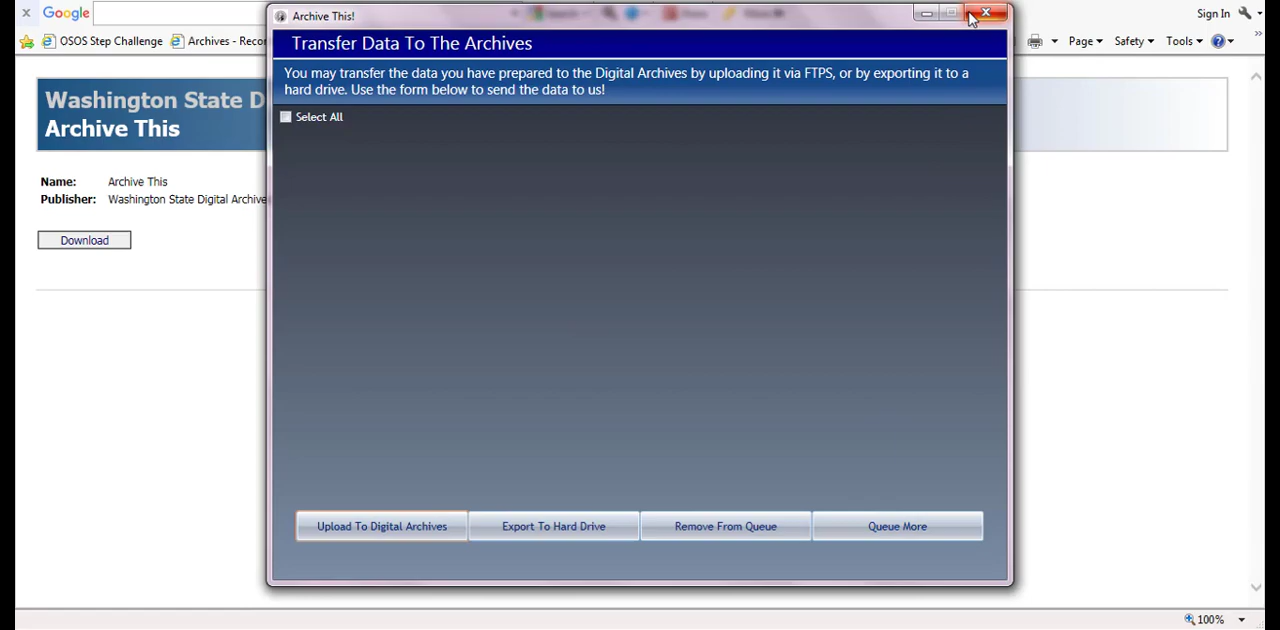 Archive This!
Google
Sign In
OSOS Step Challenge
Archives - Recor
Page
Safety
Tools
Transfer Data To The Archives
You may transfer the data you have prepared to the Digital Archives by uploading it via FTPS, or by exporting it to a
hard drive. Use the form below to send the data to us!
Select All
Washington State D
Archive This
Name: Archive This
Publisher: Washington State Digital Archive
Download
Upload To Digital Archives
Export To Hard Drive
Remove From Queue
Queue More
100%